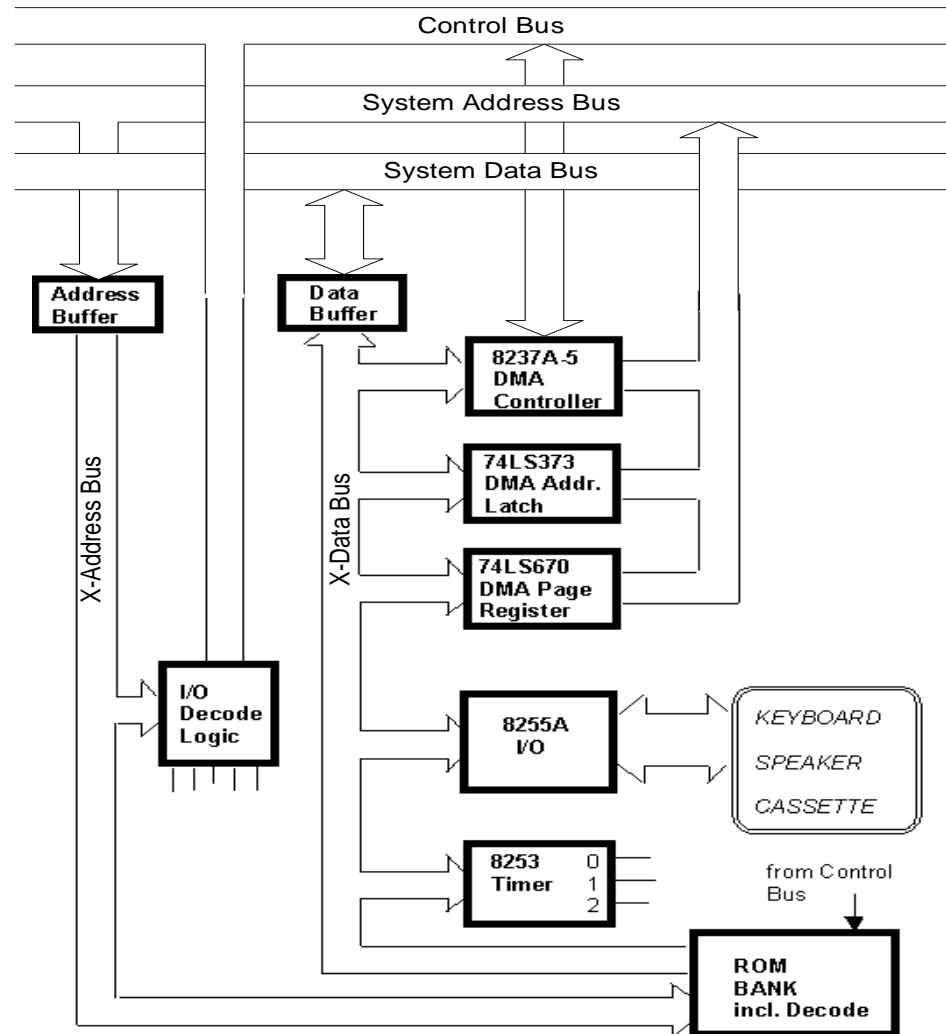 Control Bus
System Address Bus
System Data Bus
Address
Buffer
Data
Buffer
8237A-5
DMA
Controller
X-Address Bus
X-Data Bus
74LS373
DMA Addr.
Latch
74LS670
DMA Page
Register
I/O
Decode
Logic
8255A
I/O
KEYBOARD
SPEAKER
CASSETTE
8253
Timer
0
1
2
from Control
Bus
ROM
BANK
incl. Decode